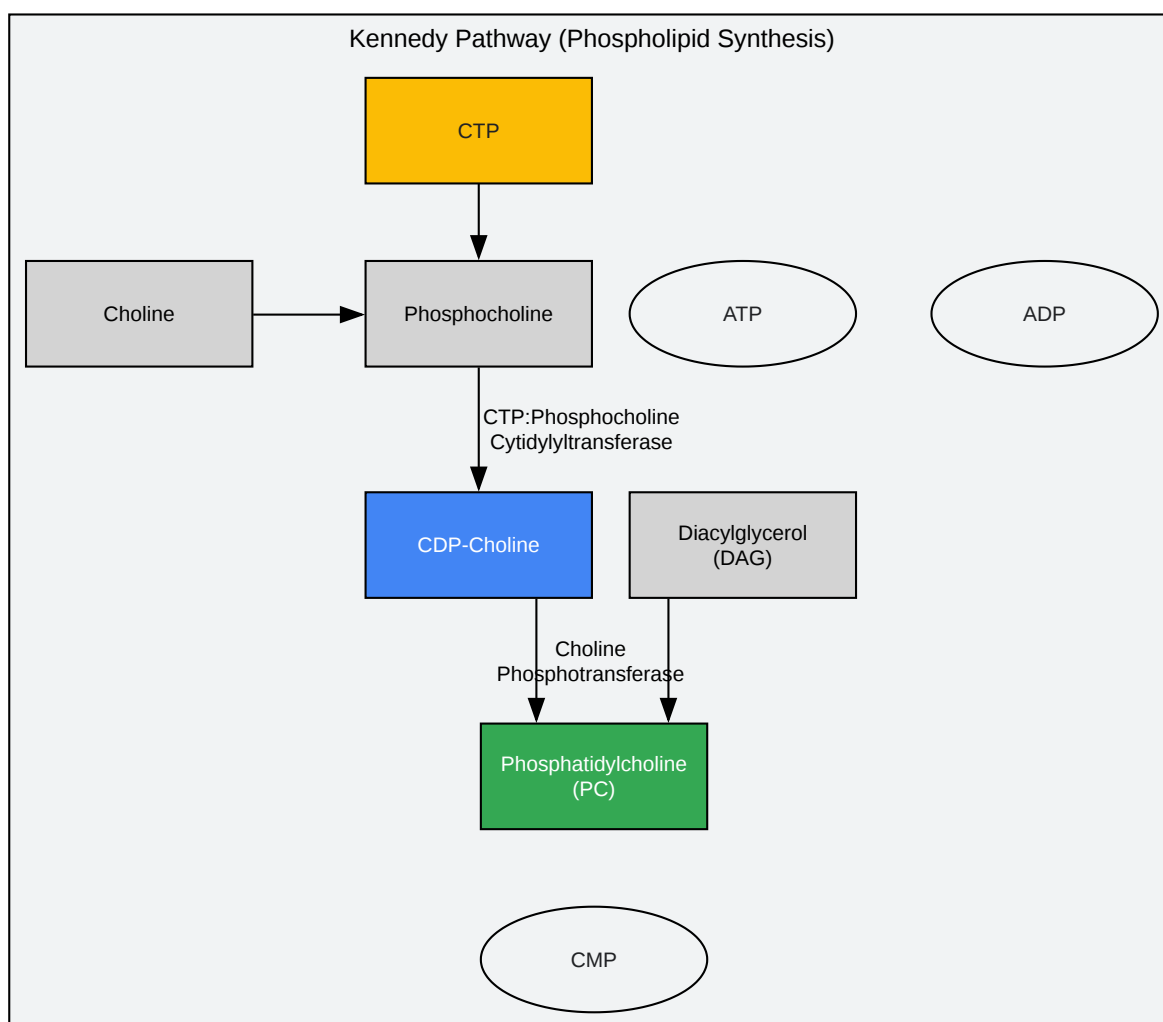 Kennedy Pathway (Phospholipid Synthesis)
CTP
Choline
Phosphocholine
ATP
ADP
CTP:Phosphocholine
Cytidylyltransferase
CDP-Choline
Diacylglycerol
(DAG)
Choline
Phosphotransferase
Phosphatidylcholine
(PC)
CMP